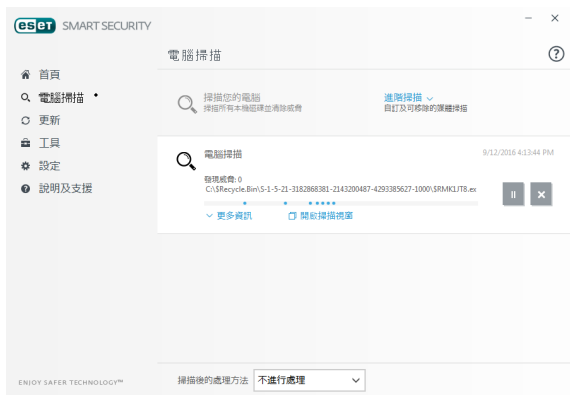 eset SMART SECURITY
電腦掃描
首頁
電腦掃描
更新
工具
設定
說明及支援
掃描您的電腦
掃描所有本機磁碟並清除威脅
進階掃描
自訂及可移除的媒體掃描
電腦掃描
9/12/2016 4:13:44 PM
發現威脅: 0
C:\$Recycle.Bin\S-1-5-21-3182868381-2143200487-4293385627-1000\$RMK1JT8.ex
更多資訊
開啟掃描視窗
掃描後的處理方法
不進行處理
ENJOY SAFER TECHNOLOGY™